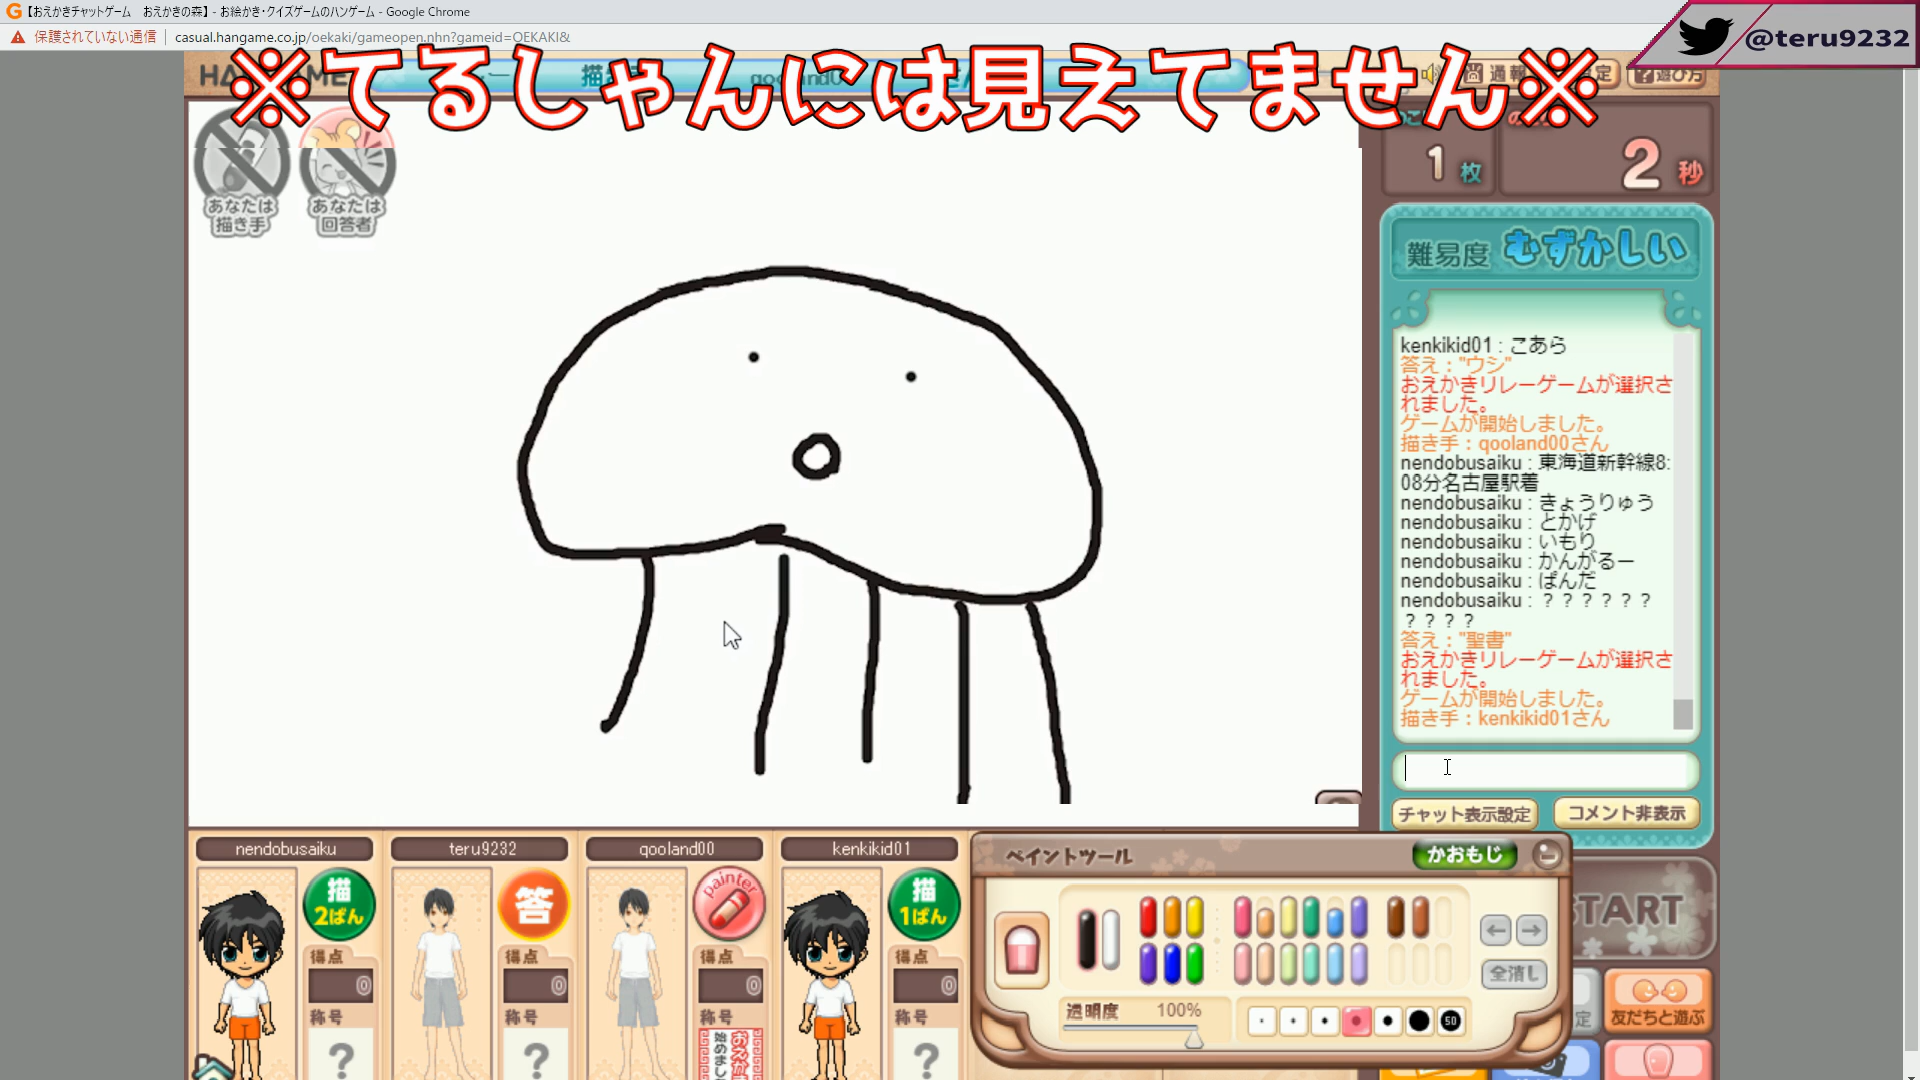 【おえかきチャットゲーム　おえかきの森】 - お絵かき・クイズゲームのハンゲーム - Google Chrome
保護されていない通信
casual.hangame.co.jp/oekaki/gameopen.nhn?gameid=OEKAKI&
@teru9232
※てるしゃんには見えてません※
遊び方
あなたは
描き手
あなたは
回答者
1枚
2秒
難易度 むずかしい
kenkikid01 : こあら
答え："ウシ"
おえかきリレーゲームが選択さ
れました。
ゲームが開始しました。
描き手：qooland00さん
nendobusaiku : 東海道新幹線8:
08分名古屋駅着
nendobusaiku : きょうりゅう
nendobusaiku : とかげ
nendobusaiku : いもり
nendobusaiku : かんがるー
nendobusaiku : ぱんだ
nendobusaiku : ？？？？？？
？？？？
答え："聖書"
おえかきリレーゲームが選択さ
れました。
ゲームが開始しました。
描き手：kenkikid01さん
チャット表示設定
コメント非表示
nendobusaiku
描
2ばん
得点
0
称号
?
teru9232
答
得点
0
称号
?
qooland00
painter
得点
0
称号
kenkikid01
描
1ばん
得点
0
称号
?
ペイントツール
かおもじ
全消し
透明度 100%
50
START
友だちと遊ぶ